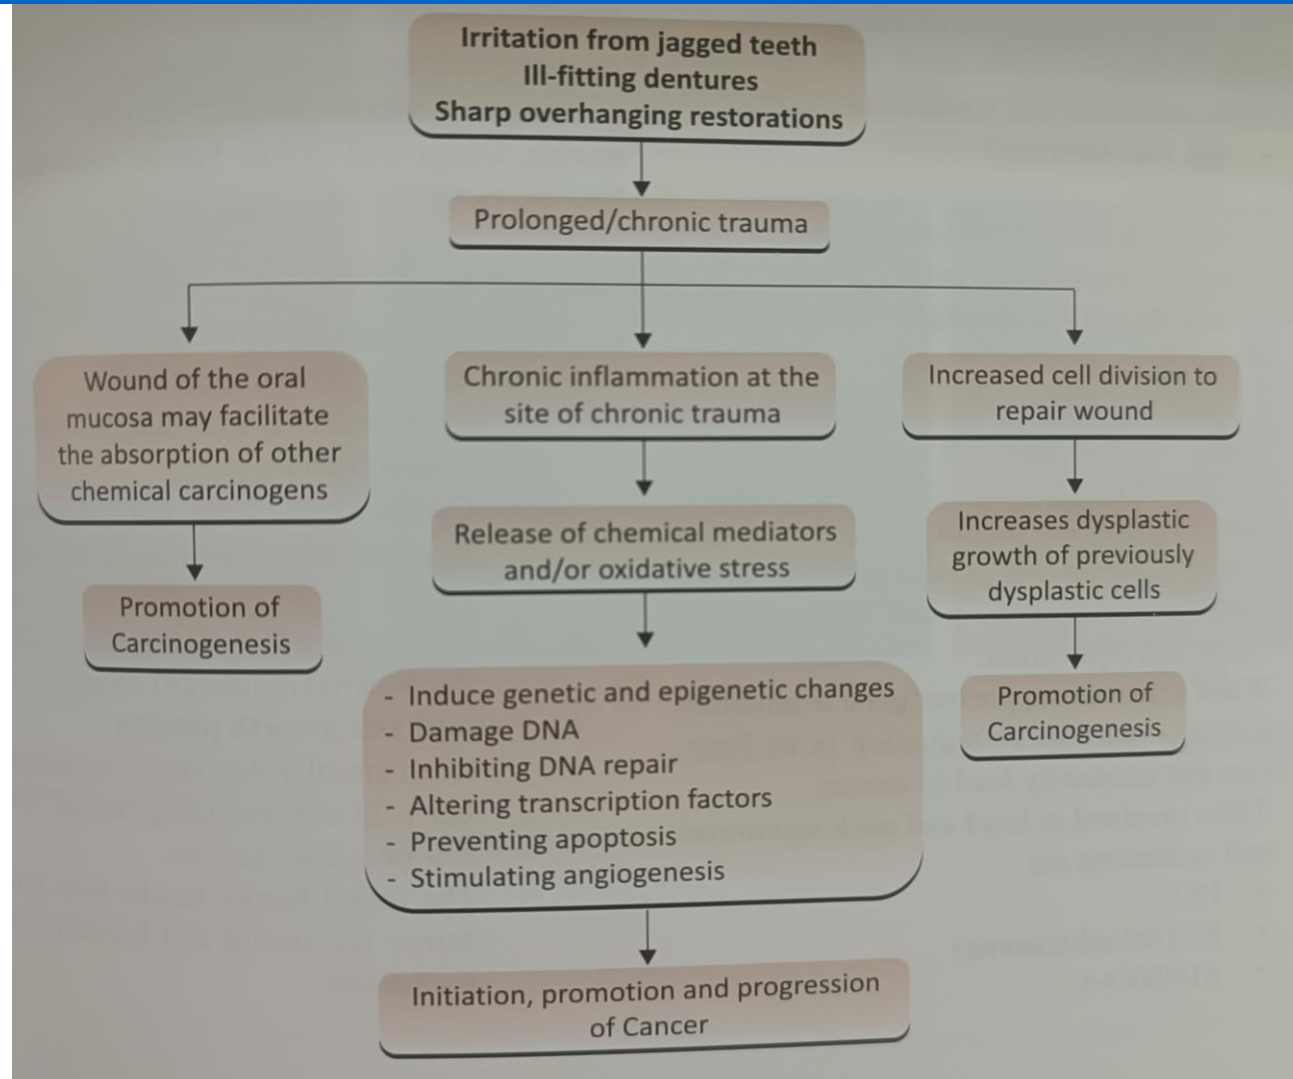 Irritation from jagged teeth
Ill-fitting dentures
Sharp overhanging restorations
Prolonged/chronic trauma
Wound of the oral
mucosa may facilitate
the absorption of other
chemical carcinogens
Promotion of
Carcinogenesis
Chronic inflammation at the
site of chronic trauma
Release of chemical mediators
and/or oxidative stress
- Induce genetic and epigenetic changes
- Damage DNA
- Inhibiting DNA repair
- Altering transcription factors
- Preventing apoptosis
- Stimulating angiogenesis
Initiation, promotion and progression
of Cancer
Increased cell division to
repair wound
Increases dysplastic
growth of previously
dysplastic cells
Promotion of
Carcinogenesis